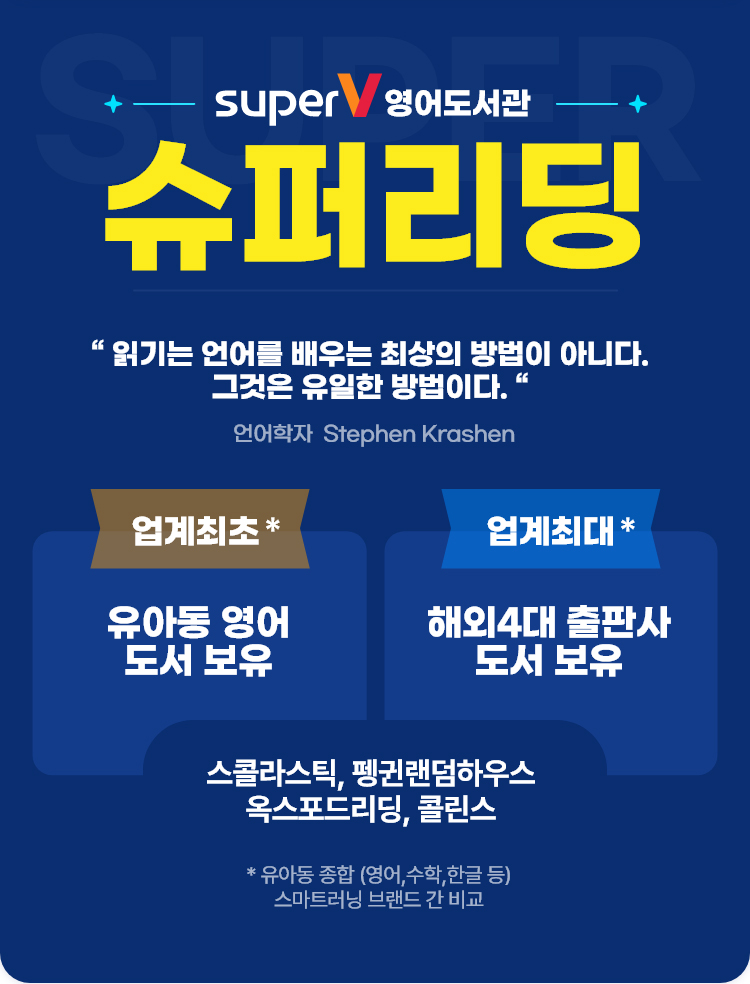 SUPER
superV 영어도서관
슈퍼리딩
“ 읽기는 언어를 배우는 최상의 방법이 아니다.
그것은 유일한 방법이다. “
언어학자 Stephen Krashen
업계최초*
유아동 영어
도서 보유
업계최대*
해외4대 출판사
도서 보유
스콜라스틱, 펭귄랜덤하우스
옥스포드리딩, 콜린스
* 유아동 종합 (영어,수학,한글 등)
스마트러닝 브랜드 간 비교